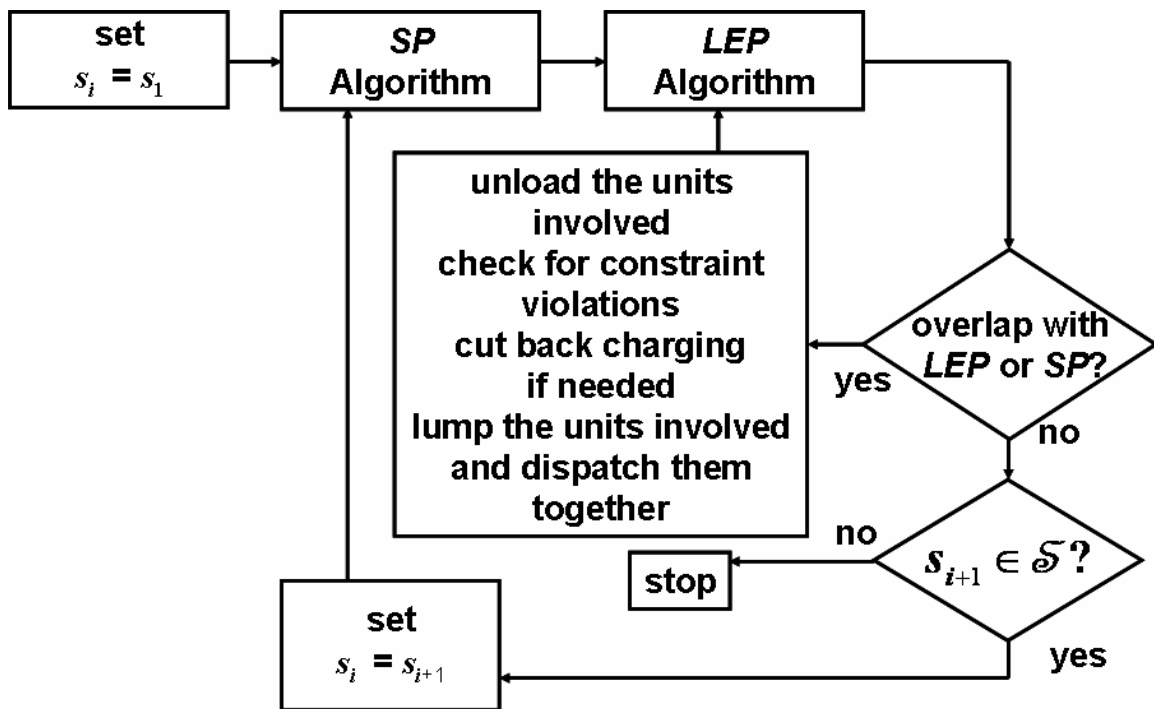 set
s_i = s_1
SP
Algorithm
LEP
Algorithm
unload the units
involved
check for constraint
violations
cut back charging
if needed
lump the units involved
and dispatch them
together
overlap with
LEP or SP?
yes
no
s_{i+1} ∈ 𝒮 ?
no
stop
yes
set
s_i = s_{i+1}